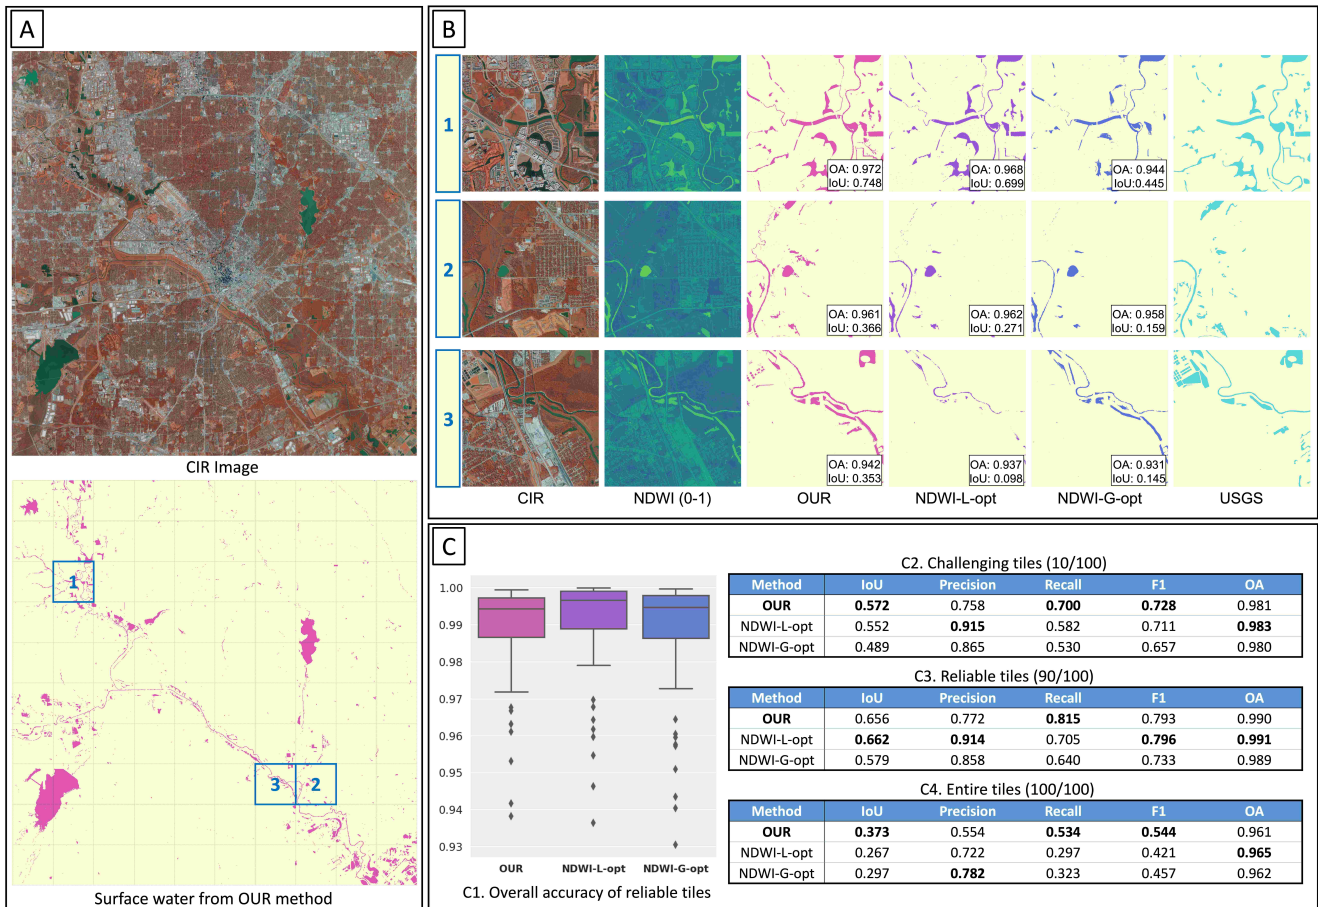 A
CIR Image
1
3 2
Surface water from OUR method
B
1
OA: 0.972
IoU: 0.748
OA: 0.968
IoU: 0.699
OA: 0.944
IoU:0.445
2
OA: 0.961
IoU: 0.366
OA: 0.962
IoU: 0.271
OA: 0.958
IoU: 0.159
3
OA: 0.942
IoU: 0.353
OA: 0.937
IoU: 0.098
OA: 0.931
IoU: 0.145
CIR NDWI (0-1) OUR NDWI-L-opt NDWI-G-opt USGS
C
1.00
0.99
0.98
0.97
0.96
0.95
0.94
0.93
OUR NDWI-L-opt NDWI-G-opt
C1. Overall accuracy of reliable tiles
C2. Challenging tiles (10/100)
Method IoU Precision Recall F1 OA
OUR 0.572 0.758 0.700 0.728 0.981
NDWI-L-opt 0.552 0.915 0.582 0.711 0.983
NDWI-G-opt 0.489 0.865 0.530 0.657 0.980
C3. Reliable tiles (90/100)
Method IoU Precision Recall F1 OA
OUR 0.656 0.772 0.815 0.793 0.990
NDWI-L-opt 0.662 0.914 0.705 0.796 0.991
NDWI-G-opt 0.579 0.858 0.640 0.733 0.989
C4. Entire tiles (100/100)
Method IoU Precision Recall F1 OA
OUR 0.373 0.554 0.534 0.544 0.961
NDWI-L-opt 0.267 0.722 0.297 0.421 0.965
NDWI-G-opt 0.297 0.782 0.323 0.457 0.962